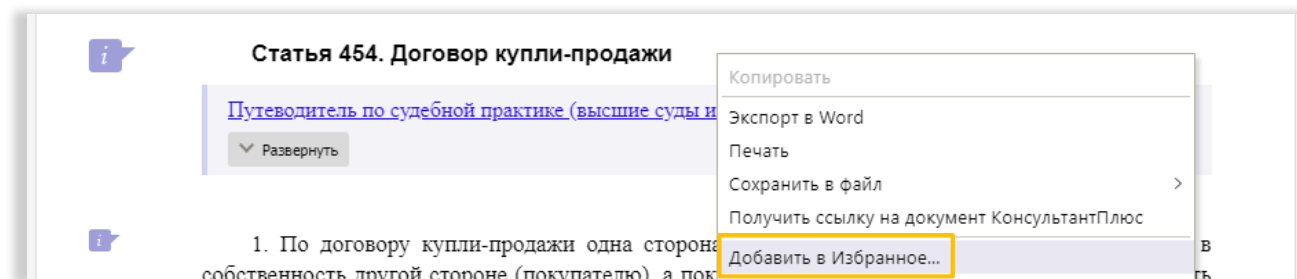 i
Статья 454. Договор купли-продажи
Копировать
Путеводитель по судебной практике (высшие суды и
Экспорт в Word
Развернуть
Печать
Сохранить в файл
Получить ссылку на документ КонсультантПлюс
i
1. По договору купли-продажи одна сторона
в
Добавить в Избранное...
собственность другой стороне (покупателю), а